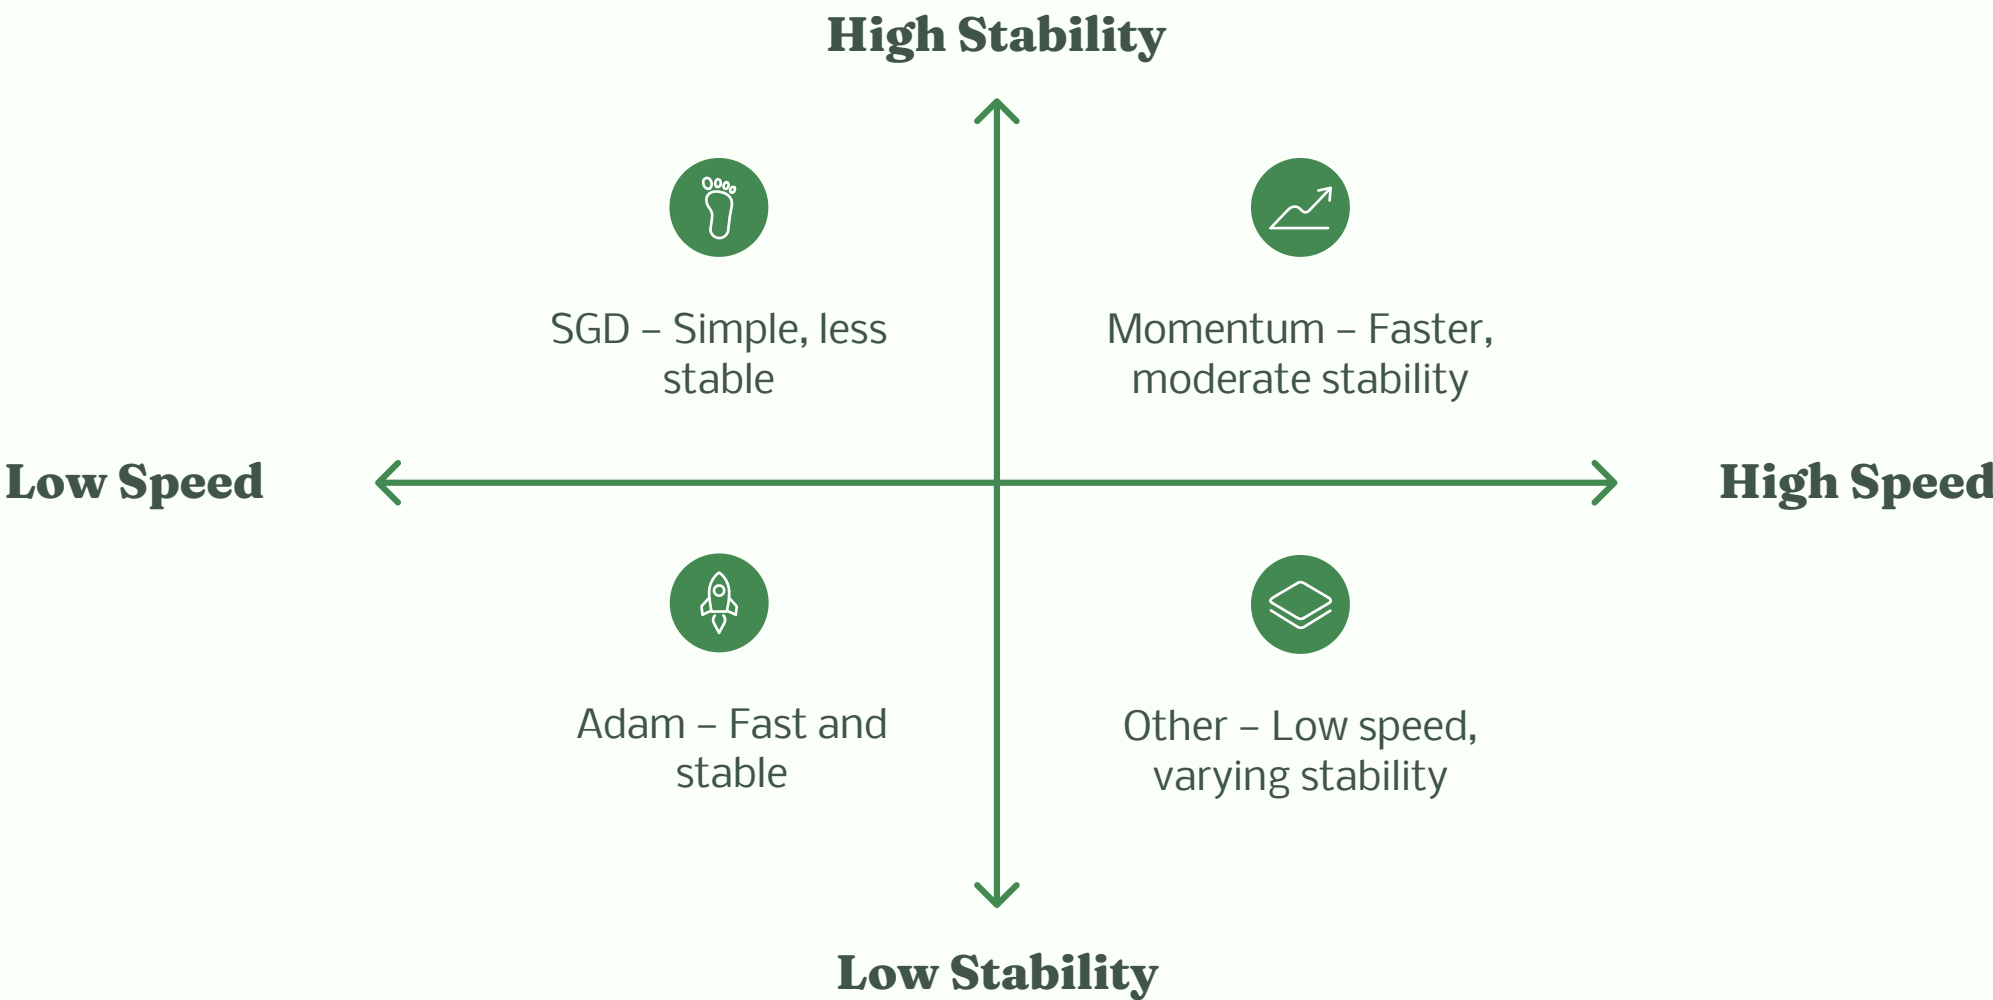 High Stability
SGD – Simple, less
stable
Momentum – Faster,
moderate stability
Low Speed
High Speed
Adam – Fast and
stable
Other – Low speed,
varying stability
Low Stability